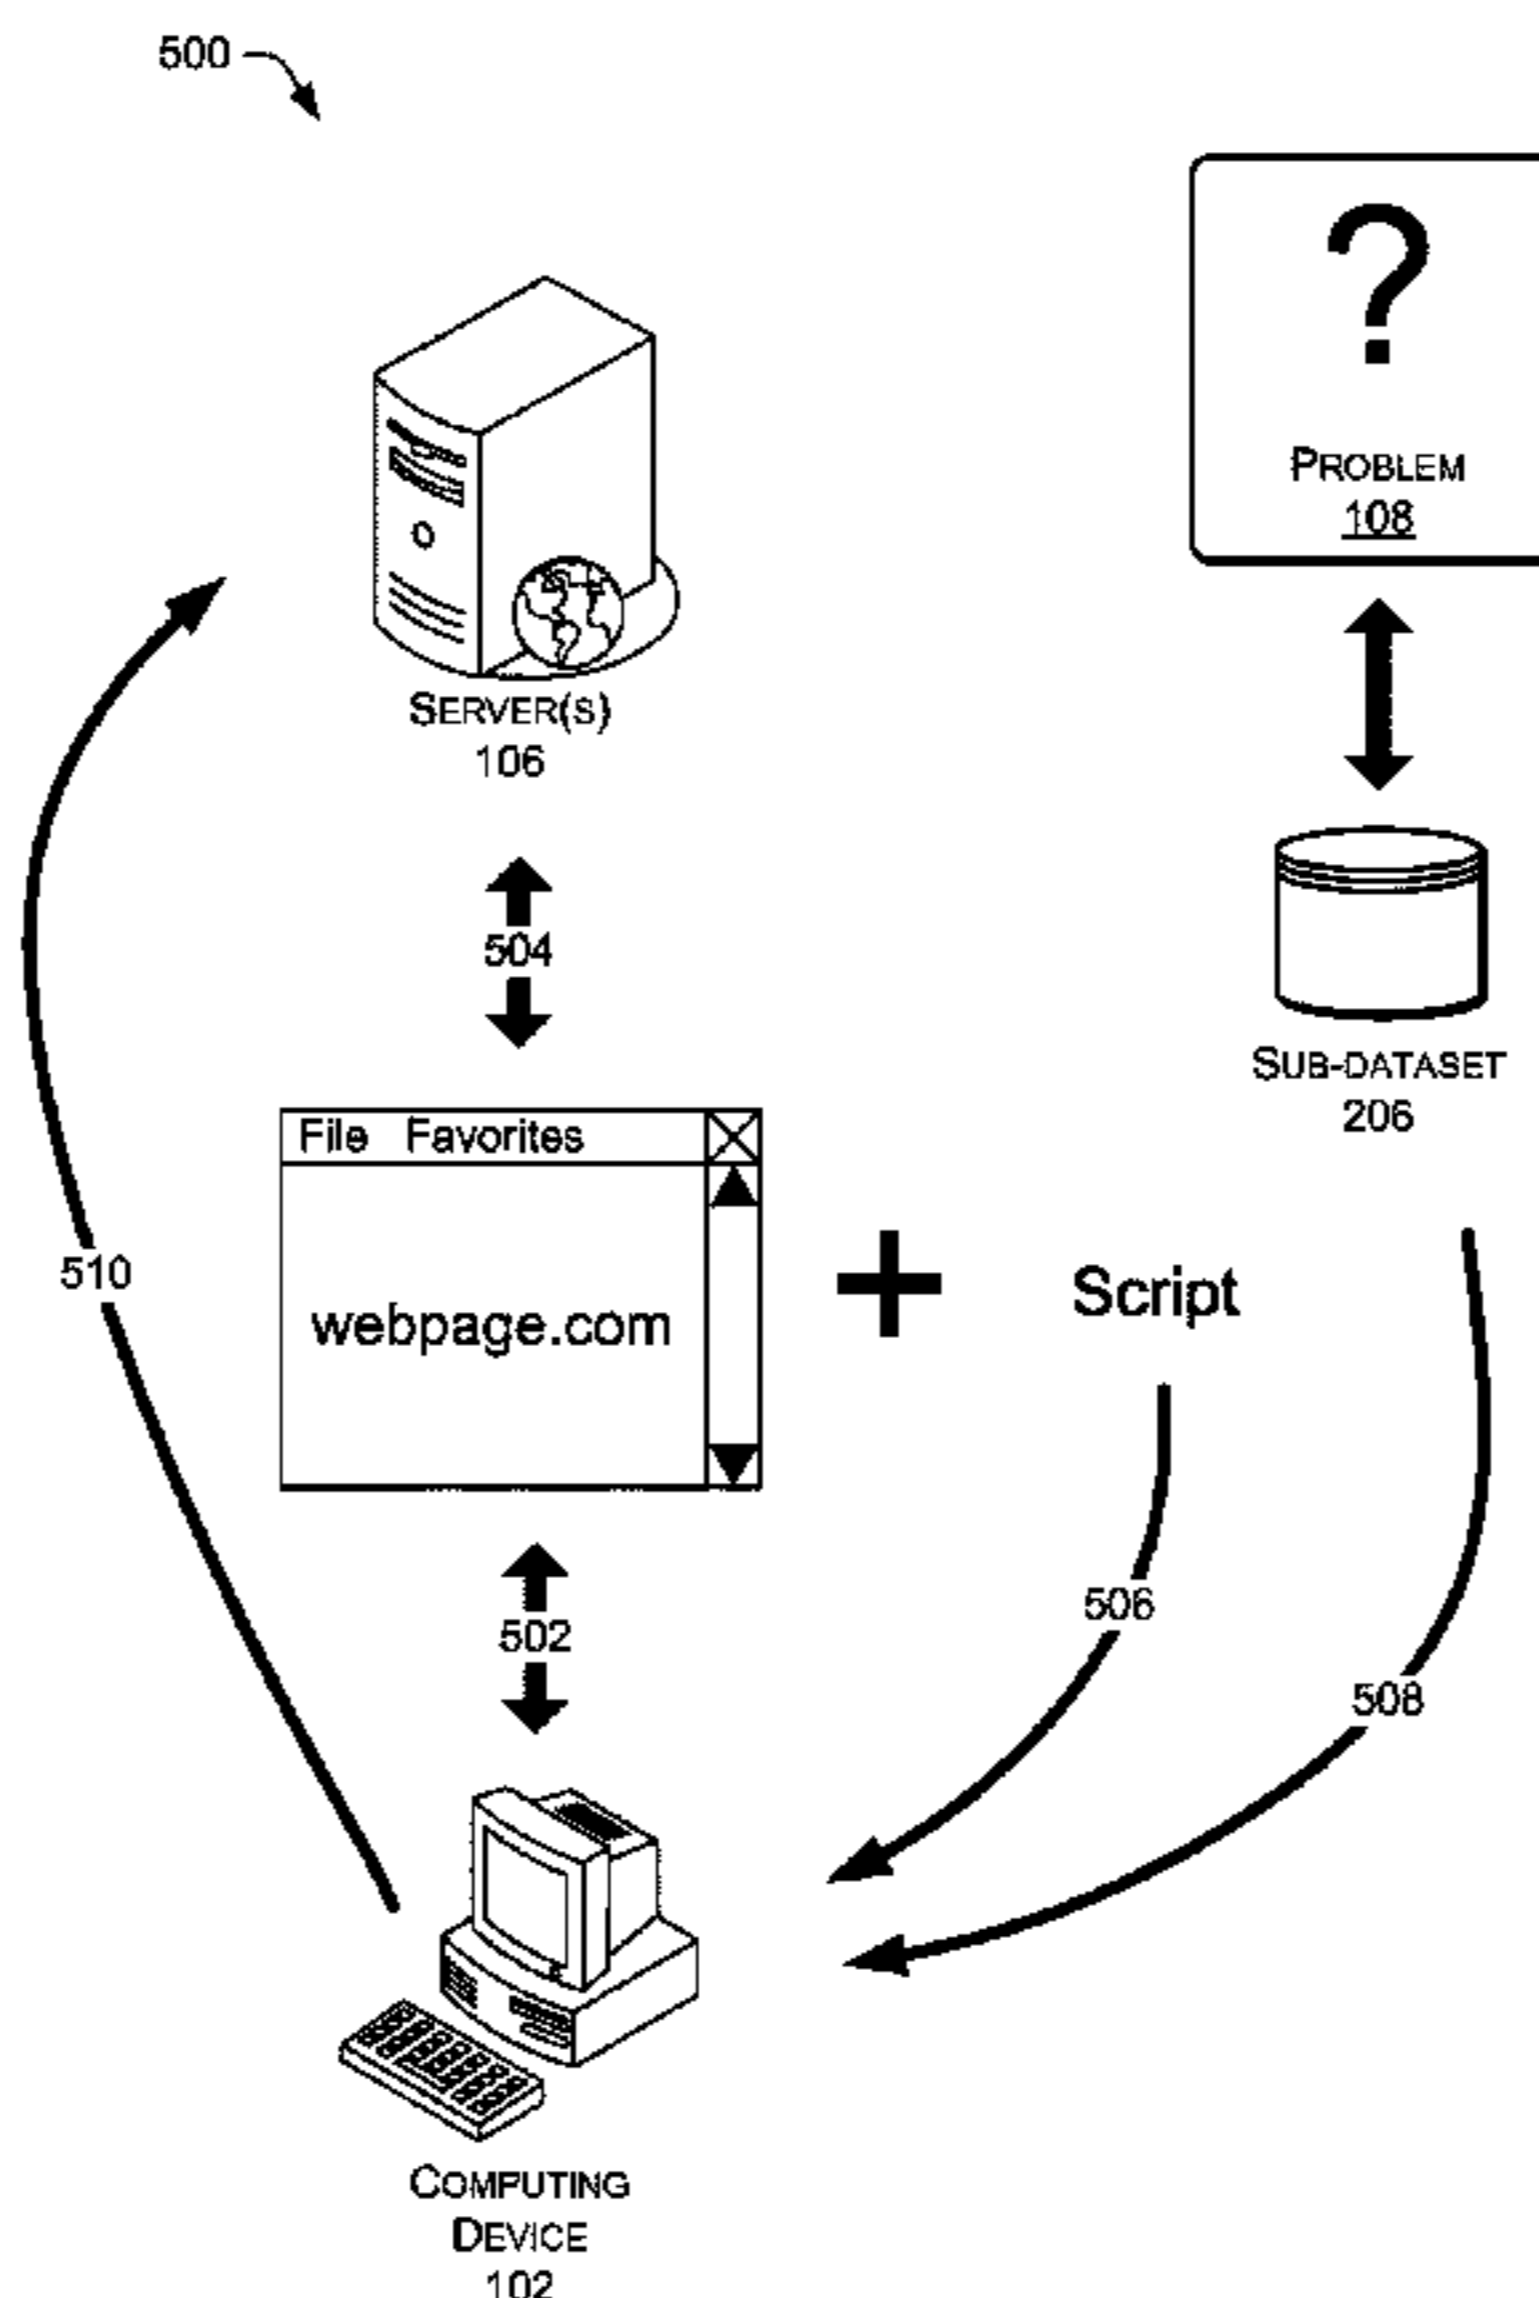 500
?
PROBLEM
108
SERVER(S)
106
504
SUB-DATASET
206
File Favorites
webpage.com
+ Script
510
506
502
508
COMPUTING
DEVICE
102